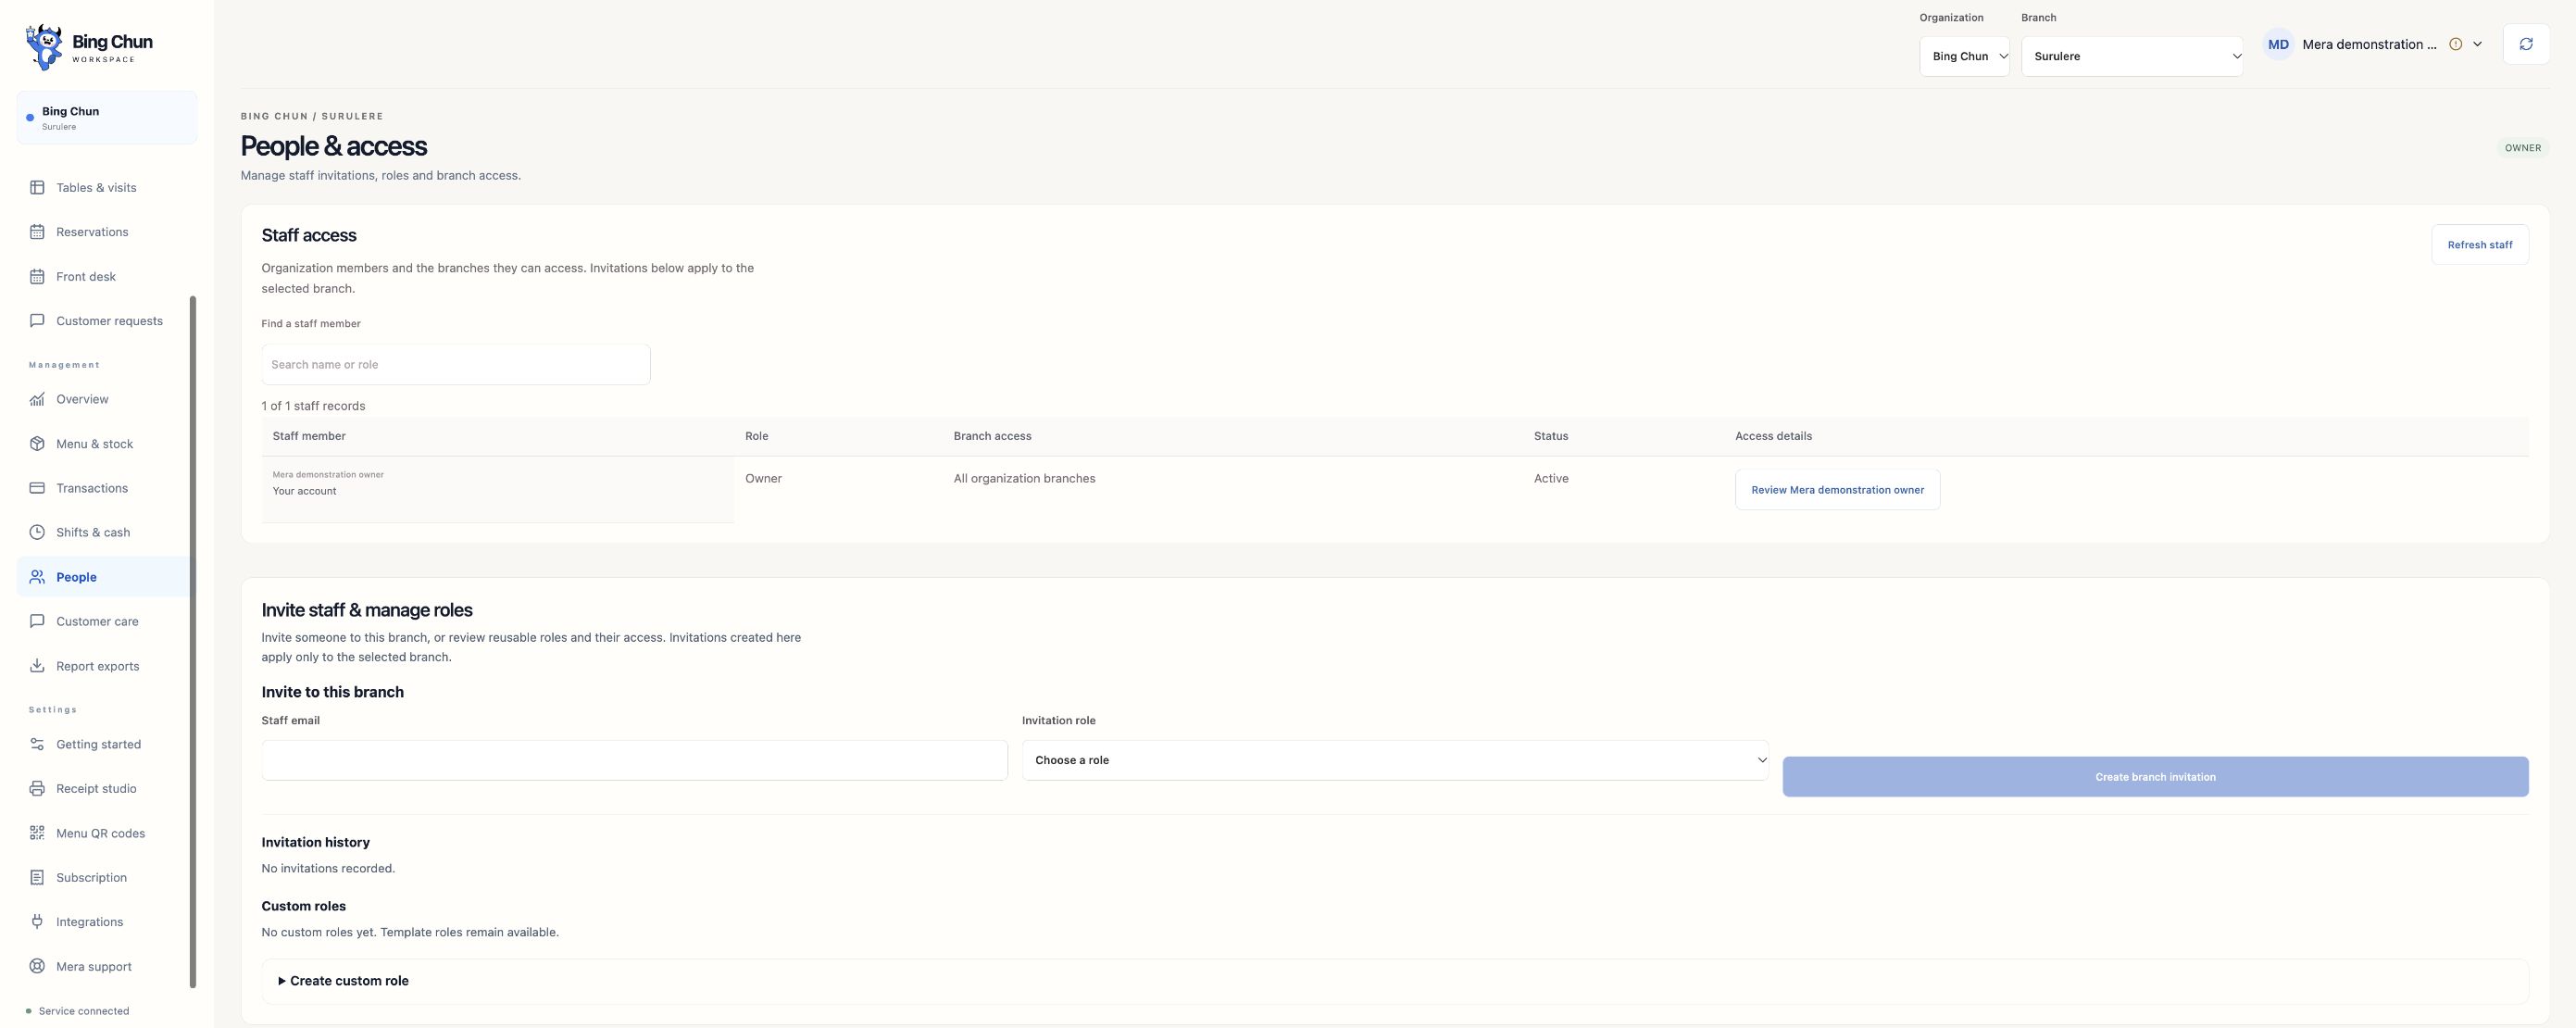 Bing Chun
WORKSPACE
Bing Chun
Surulere
Tables & visits
Reservations
Front desk
Customer requests
Management
Overview
Menu & stock
Transactions
Shifts & cash
People
Customer care
Report exports
Settings
Getting started
Receipt studio
Menu QR codes
Subscription
Integrations
Mera support
Service connected
Organization
Branch
Bing Chun
Surulere
MD
Mera demonstration ...
BING CHUN / SURULERE
People & access
Manage staff invitations, roles and branch access.
OWNER
Staff access
Refresh staff
Organization members and the branches they can access. Invitations below apply to the
selected branch.
Find a staff member
Search name or role
1 of 1 staff records
Staff member Role Branch access Status Access details
Mera demonstration owner
Your account
Owner All organization branches Active Review Mera demonstration owner
Invite staff & manage roles
Invite someone to this branch, or review reusable roles and their access. Invitations created here
apply only to the selected branch.
Invite to this branch
Staff email Invitation role
Choose a role
Create branch invitation
Invitation history
No invitations recorded.
Custom roles
No custom roles yet. Template roles remain available.
Create custom role